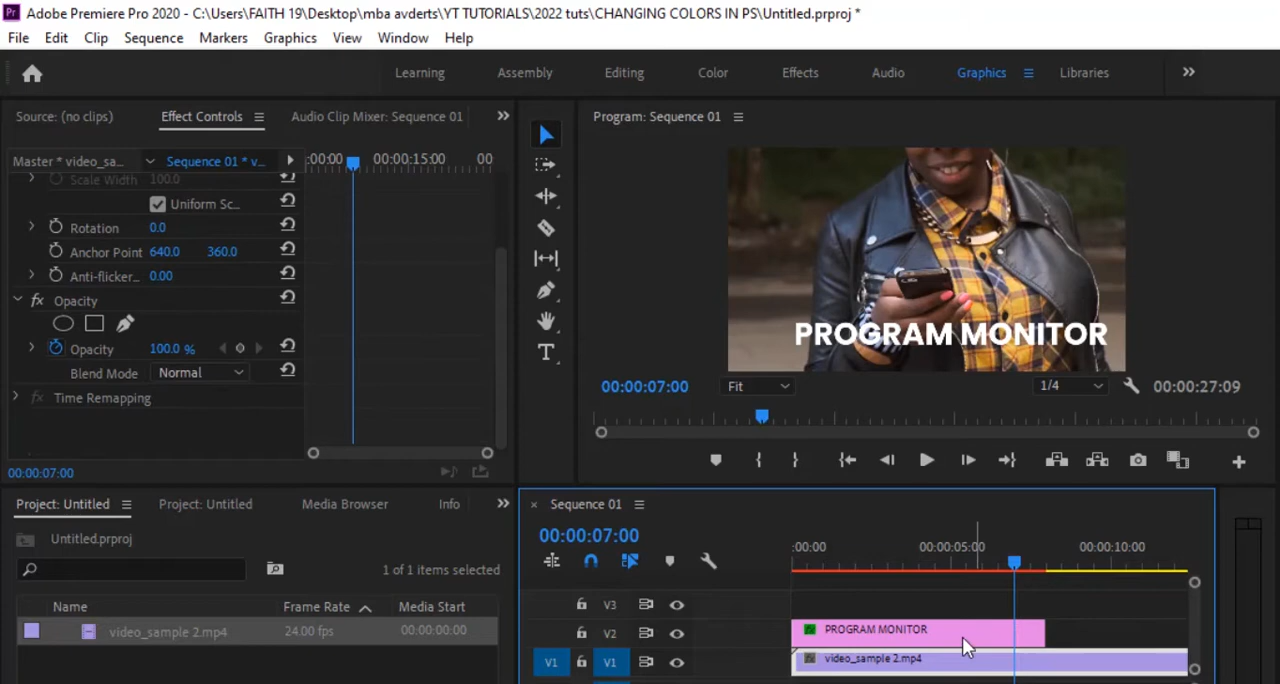 Pr Adobe Premiere Pro 2020 - C:\Users\FAITH 19\Desktop\mba avderts\YT TUTORIALS\2022 tuts\CHANGING COLORS IN PS\Untitled.prproj *
File Edit Clip Sequence Markers Graphics View Window Help
Learning Assembly Editing Color Effects Audio Graphics Libraries
Source: (no clips) Effect Controls Audio Clip Mixer: Sequence 01
Master * video_sa... Sequence 01 * v...
:00:00 00:00:15:00 00
Scale Width 100.0
Uniform Sc...
Rotation 0.0
Anchor Point 640.0 360.0
Anti-flicker... 0.00
fx Opacity
Opacity 100.0 %
Blend Mode Normal
fx Time Remapping
00:00:07:00
Program: Sequence 01
PROGRAM MONITOR
00:00:07:00 Fit 1/4 00:00:27:09
Project: Untitled Project: Untitled Media Browser Info
Untitled.prproj
1 of 1 items selected
Name Frame Rate Media Start
video_sample 2.mp4 24.00 fps 00:00:00:00
× Sequence 01
00:00:07:00
:00:00 00:00:05:00 00:00:10:00
V3
V2 fx PROGRAM MONITOR
V1 V1 fx video_sample 2.mp4